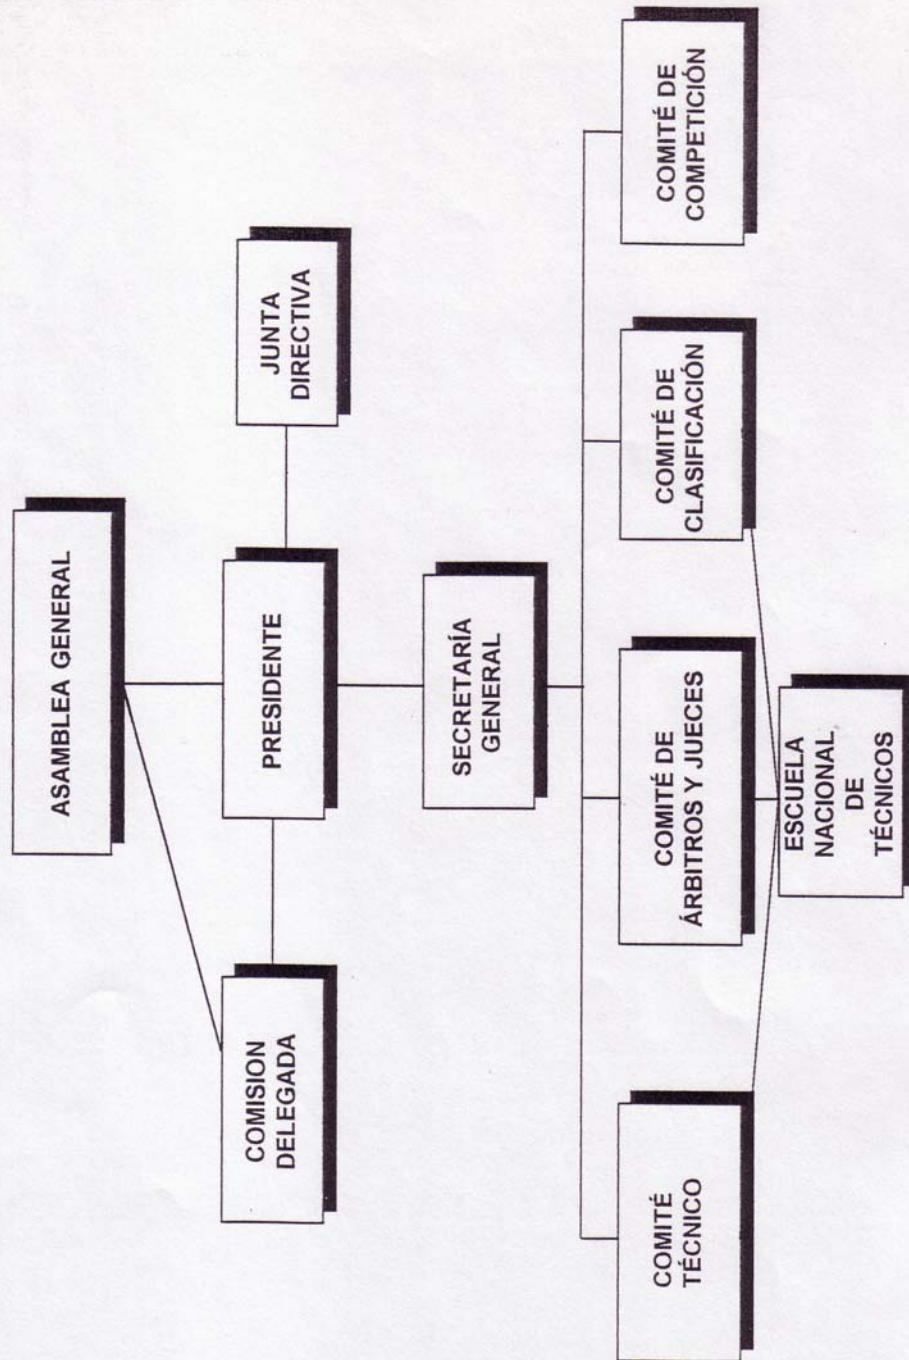 ASAMBLEA GENERAL
COMISION
DELEGADA
PRESIDENTE
JUNTA
DIRECTIVA
SECRETARÍA
GENERAL
COMITÉ
TÉCNICO
COMITÉ DE
ÁRBITROS Y JUECES
COMITÉ DE
CLASIFICACIÓN
COMITÉ DE
COMPETICIÓN
ESCUELA
NACIONAL
DE
TÉCNICOS